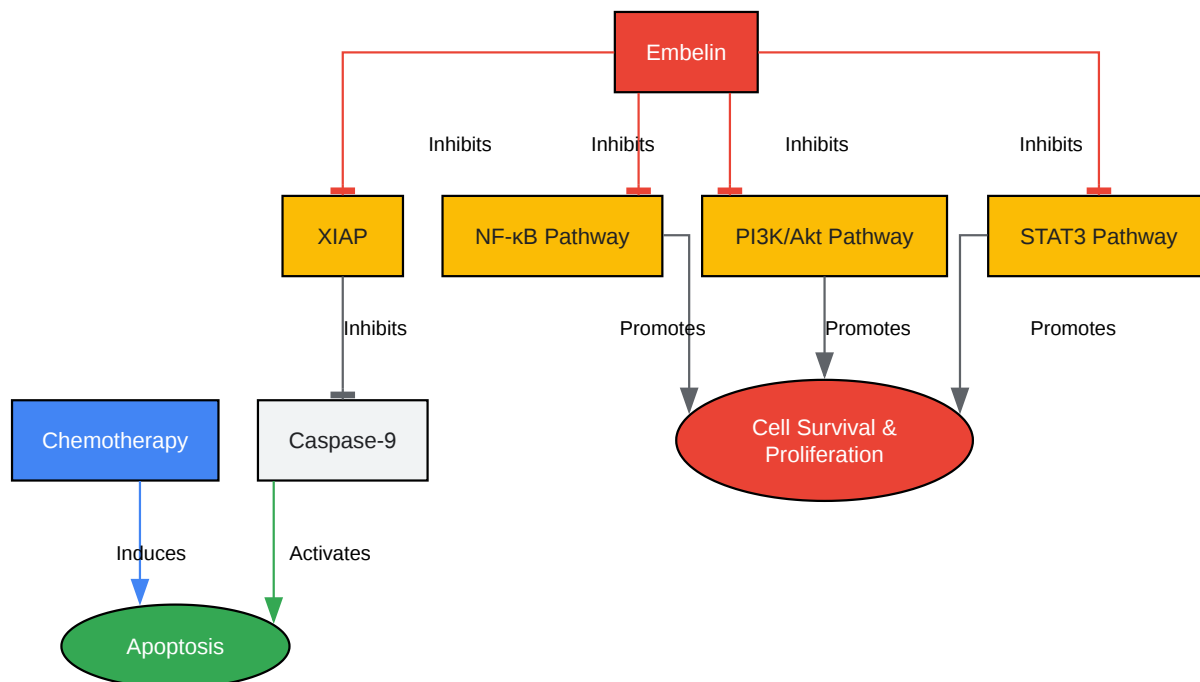 Embelin
Inhibits
Inhibits
Inhibits
Inhibits
XIAP
NF-κB Pathway
PI3K/Akt Pathway
STAT3 Pathway
Inhibits
Promotes
Promotes
Promotes
Chemotherapy
Caspase-9
Cell Survival &
Proliferation
Induces
Activates
Apoptosis